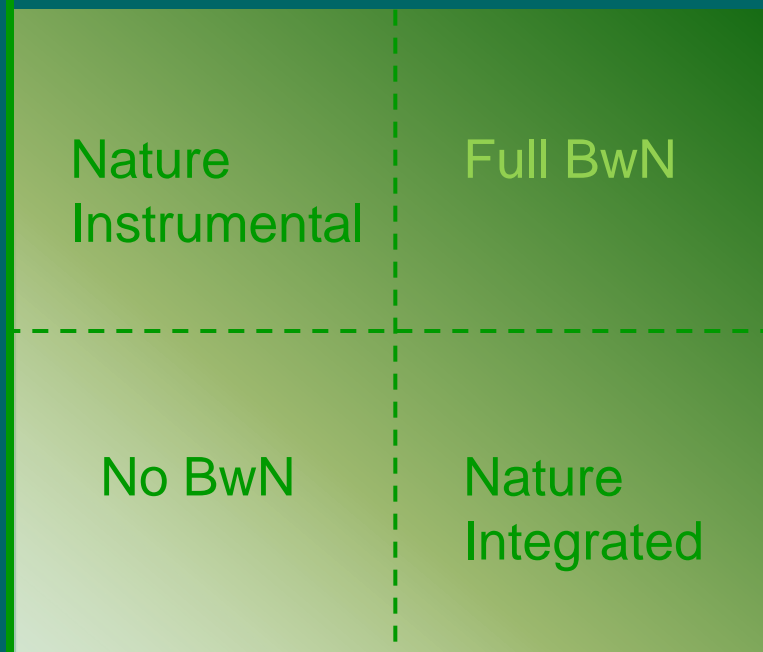 Nature
Instrumental
Full BwN
No BwN
Nature
Integrated